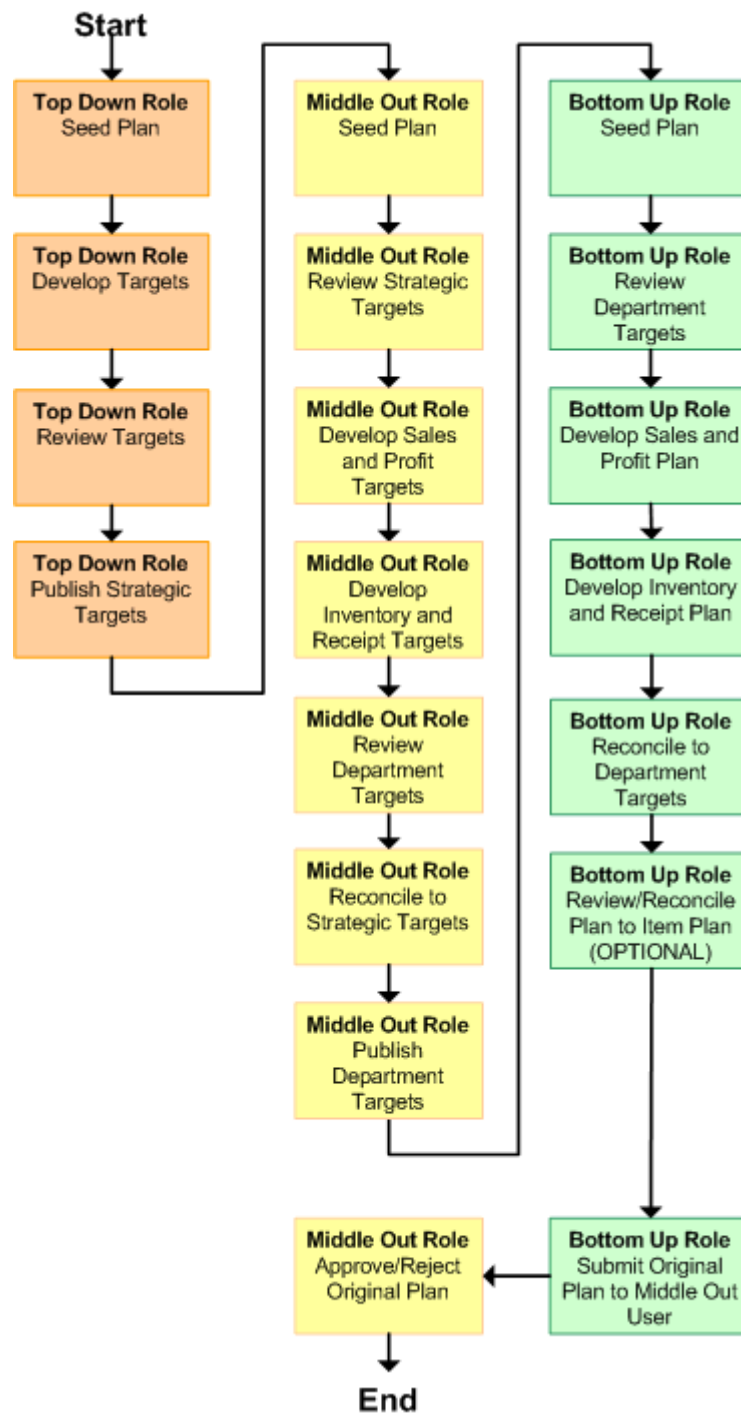 Start
Top Down Role
Seed Plan
Top Down Role
Develop Targets
Top Down Role
Review Targets
Top Down Role
Publish Strategic
Targets
Middle Out Role
Seed Plan
Middle Out Role
Review Strategic
Targets
Middle Out Role
Develop Sales
and Profit
Targets
Middle Out Role
Develop
Inventory and
Receipt Targets
Middle Out Role
Review
Department
Targets
Middle Out Role
Reconcile to
Strategic Targets
Middle Out Role
Publish
Department
Targets
Bottom Up Role
Seed Plan
Bottom Up Role
Review
Department
Targets
Bottom Up Role
Develop Sales and
Profit Plan
Bottom Up Role
Develop Inventory
and Receipt Plan
Bottom Up Role
Reconcile to
Department
Targets
Bottom Up Role
Review/Reconcile
Plan to Item Plan
(OPTIONAL)
Bottom Up Role
Submit Original
Plan to Middle Out
User
Middle Out Role
Approve/Reject
Original Plan
End